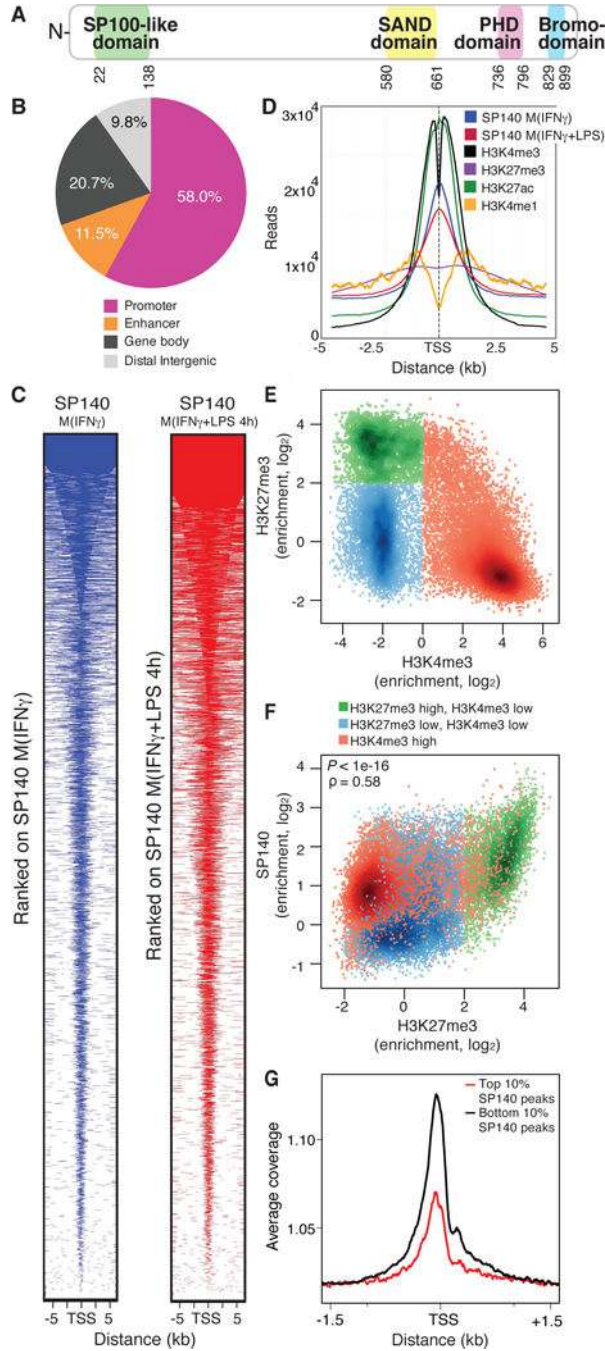 A
N-
SP100-like domain
SAND domain
PHD domain
Bromo-domain
22
138
580
661
736
796
829
899
B
9.8%
20.7%
11.5%
58.0%
Promoter
Enhancer
Gene body
Distal Intergenic
D
3x10⁴
2x10⁴
1x10⁴
0
Reads
SP140 M(IFNγ)
SP140 M(IFNγ+LPS)
H3K4me3
H3K27me3
H3K27ac
H3K4me1
-5 -2.5 TSS 2.5 5
Distance (kb)
C
SP140
M(IFNγ)
SP140
M(IFNγ+LPS 4h)
Ranked on SP140 M(IFNγ)
Ranked on SP140 M(IFNγ+LPS 4h)
-5 TSS 5
-5 TSS 5
Distance (kb)
E
H3K27me3
(enrichment, log₂)
4
2
0
-2
-4 -2 0 2 4 6
H3K4me3
(enrichment, log₂)
F
H3K27me3 high, H3K4me3 low
H3K27me3 low, H3K4me3 low
H3K4me3 high
P < 1e-16
ρ = 0.58
SP140
(enrichment, log₂)
4
3
2
1
0
-1
-2 0 2 4
H3K27me3
(enrichment, log₂)
G
Average coverage
1.10
1.05
Top 10%
SP140 peaks
Bottom 10%
SP140 peaks
-1.5 TSS +1.5
Distance (kb)